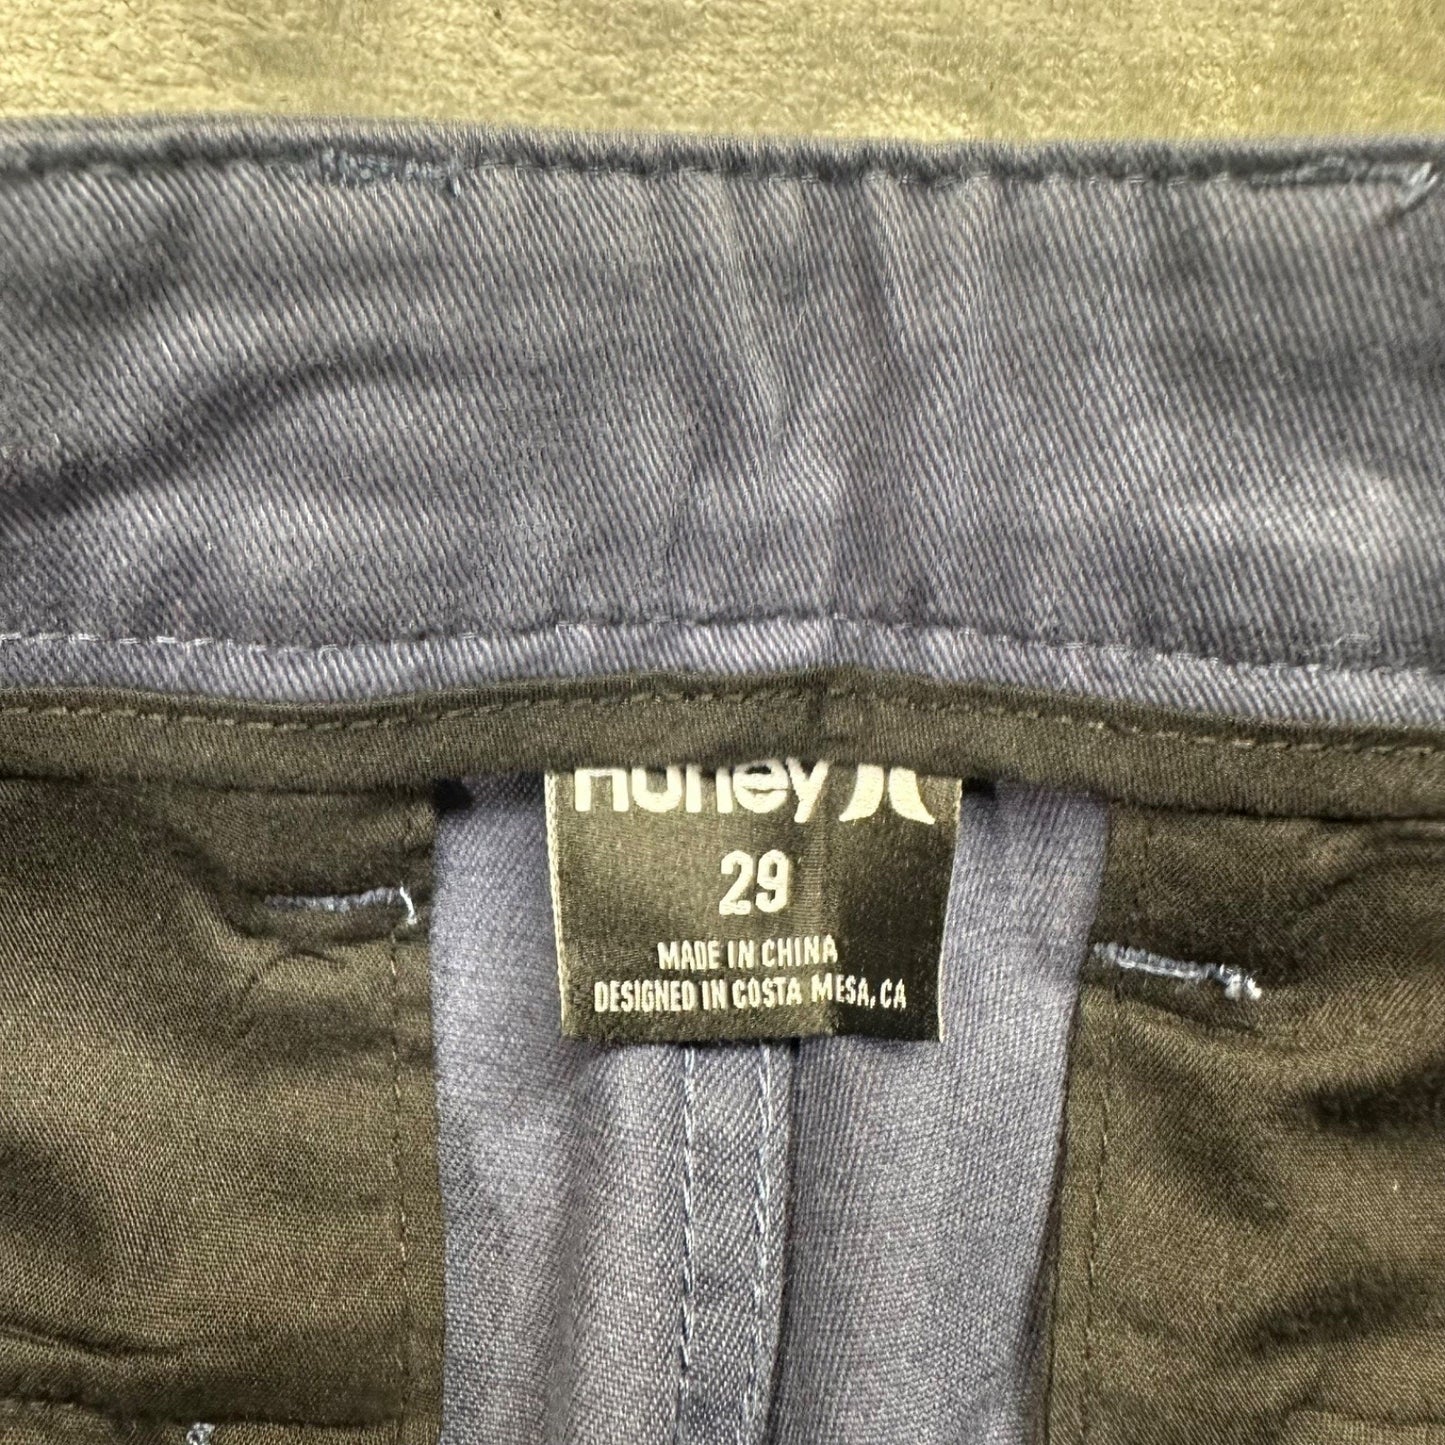 Hurley
29
MADE IN CHINA
DESIGNED IN COSTA MESA, CA